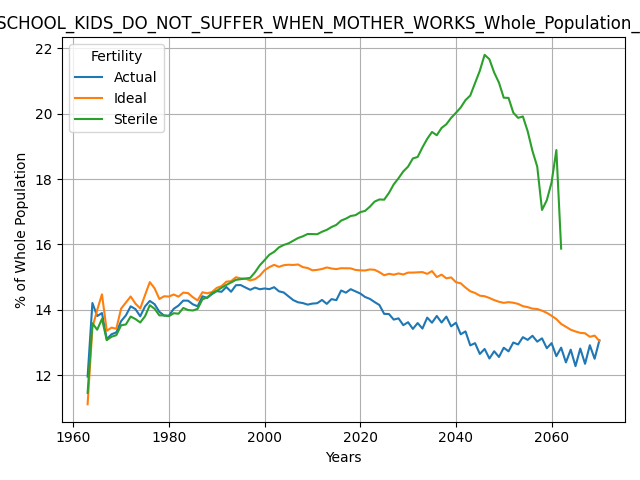 SCHOOL_KIDS_DO_NOT_SUFFER_WHEN_MOTHER_WORKS_Whole_Population_
Fertility
Actual
Ideal
Sterile
% of Whole Population
22
20
18
16
14
12
1960 1980 2000 2020 2040 2060
Years